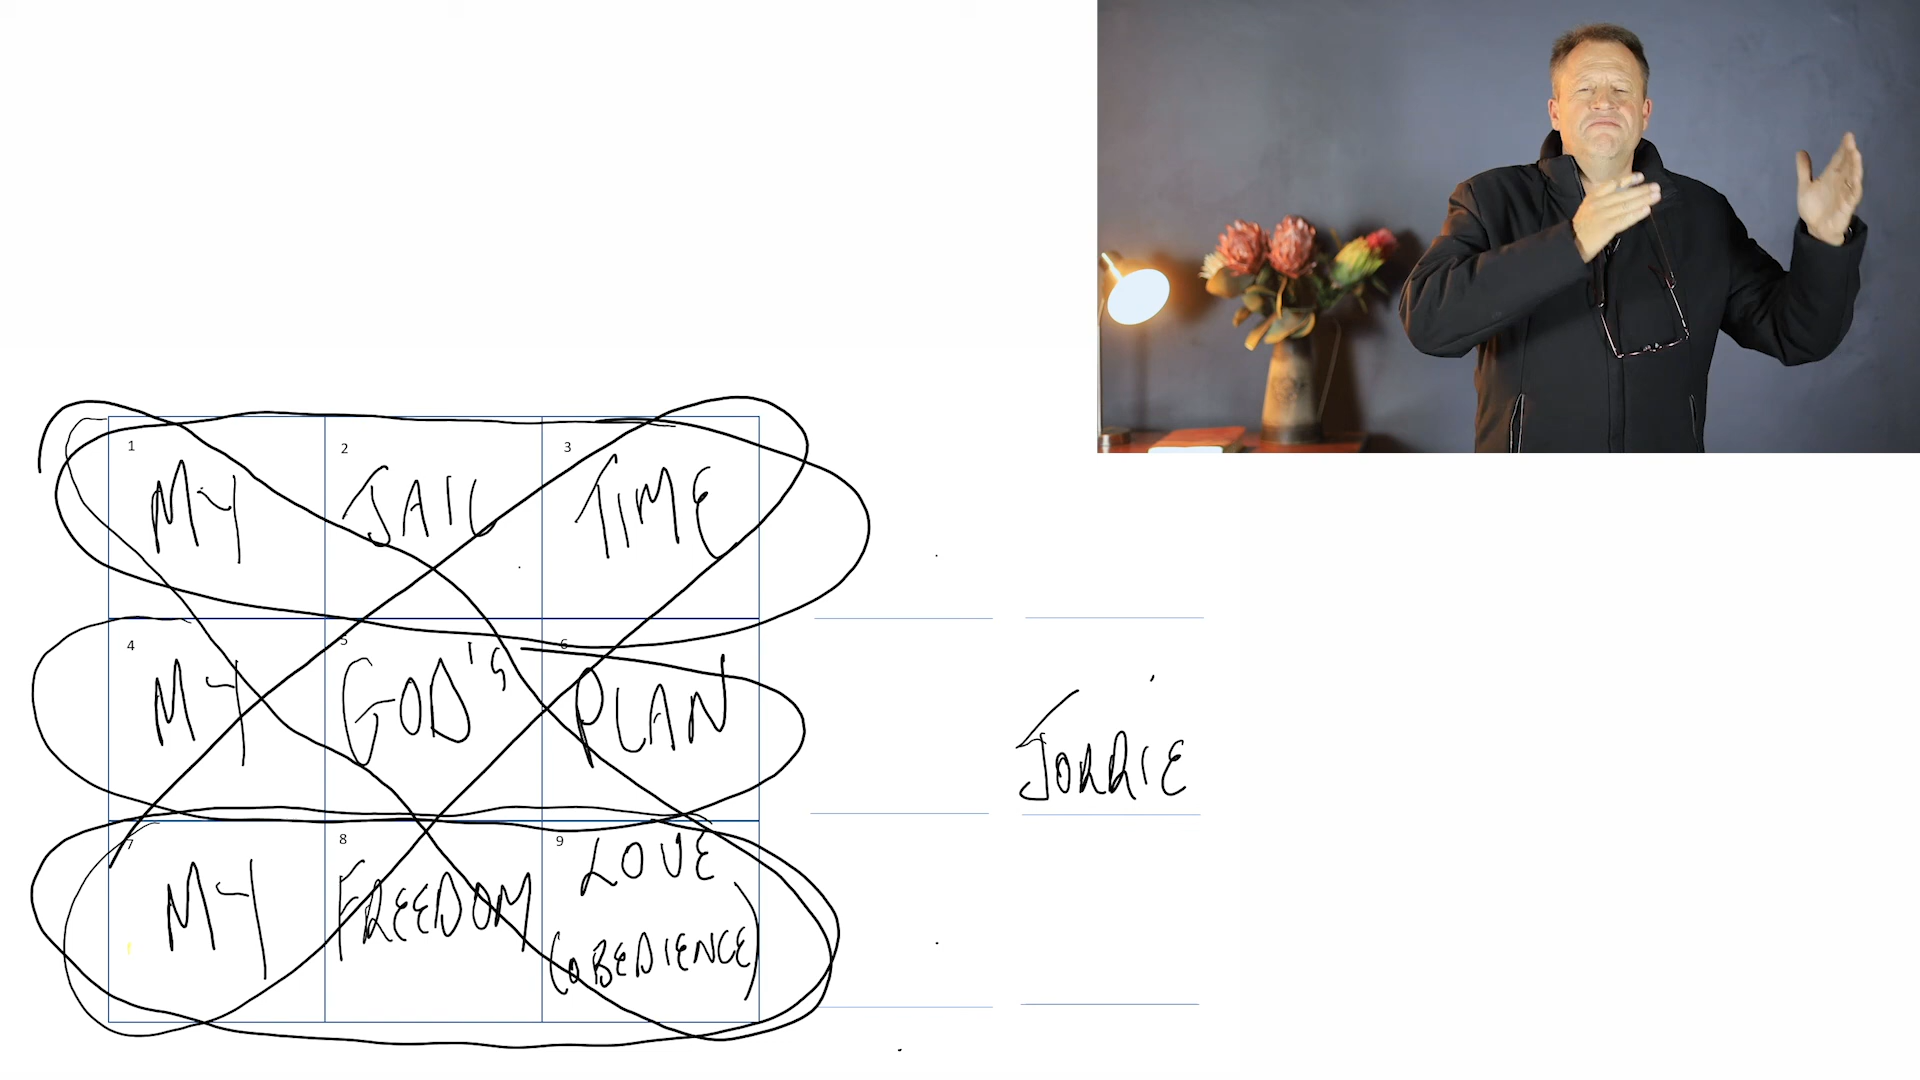 1 2 3
MY JAIL TIME
4 5 6
MY GOD'S PLAN
JORRIE
7 8 9
MY FREEDOM LOVE
(OBEDIENCE)